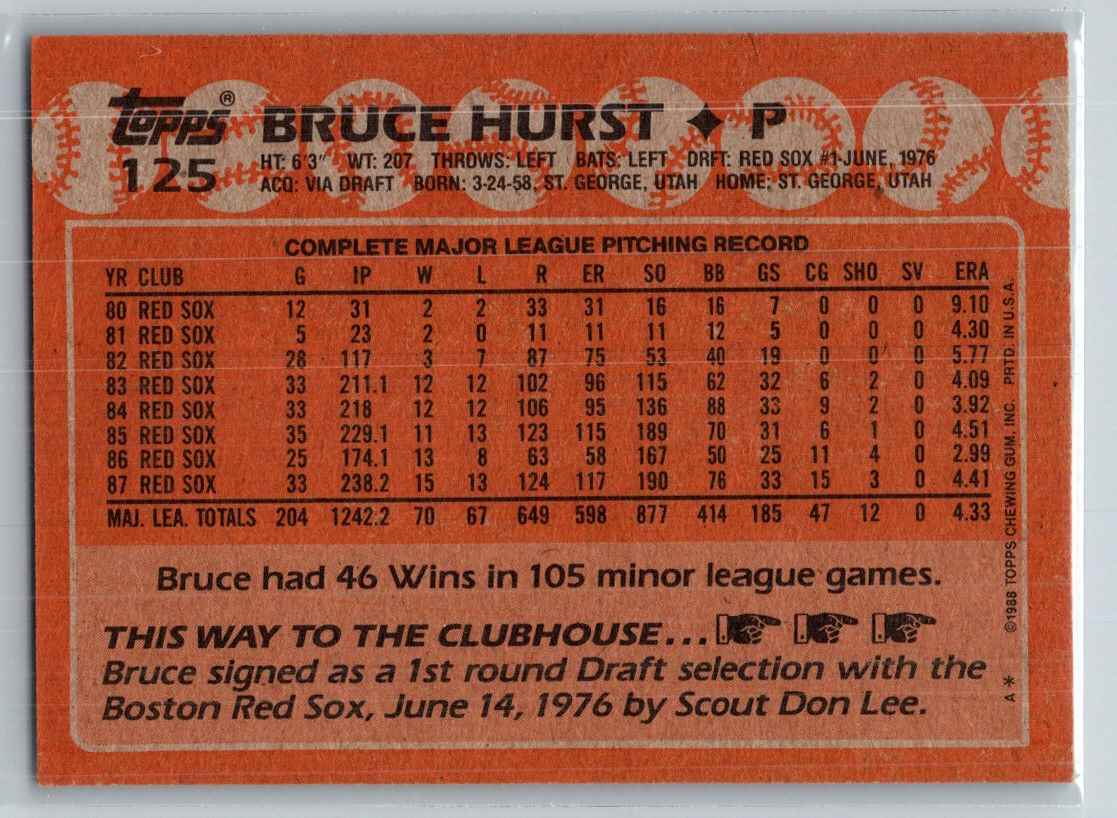 topps® BRUCE HURST ♦ P
125
HT: 6'3" WT: 207 THROWS: LEFT BATS: LEFT DRFT: RED SOX #1-JUNE, 1976
ACQ: VIA DRAFT BORN: 3-24-58, ST. GEORGE, UTAH HOME: ST. GEORGE, UTAH
COMPLETE MAJOR LEAGUE PITCHING RECORD
YR CLUB G IP W L R ER SO BB GS CG SHO SV ERA
80 RED SOX 12 31 2 2 33 31 16 16 7 0 0 0 9.10
81 RED SOX 5 23 2 0 11 11 11 12 5 0 0 0 4.30
82 RED SOX 28 117 3 7 87 75 53 40 19 0 0 0 5.77
83 RED SOX 33 211.1 12 12 102 96 115 62 32 6 2 0 4.09
84 RED SOX 33 218 12 12 106 95 136 88 33 9 2 0 3.92
85 RED SOX 35 229.1 11 13 123 115 189 70 31 6 1 0 4.51
86 RED SOX 25 174.1 13 8 63 58 167 50 25 11 4 0 2.99
87 RED SOX 33 238.2 15 13 124 117 190 76 33 15 3 0 4.41
MAJ. LEA. TOTALS 204 1242.2 70 67 649 598 877 414 185 47 12 0 4.33
Bruce had 46 Wins in 105 minor league games.
THIS WAY TO THE CLUBHOUSE...
Bruce signed as a 1st round Draft selection with the
Boston Red Sox, June 14, 1976 by Scout Don Lee.
©1988 TOPPS CHEWING GUM, INC. PRTD. IN U.S.A.
A *